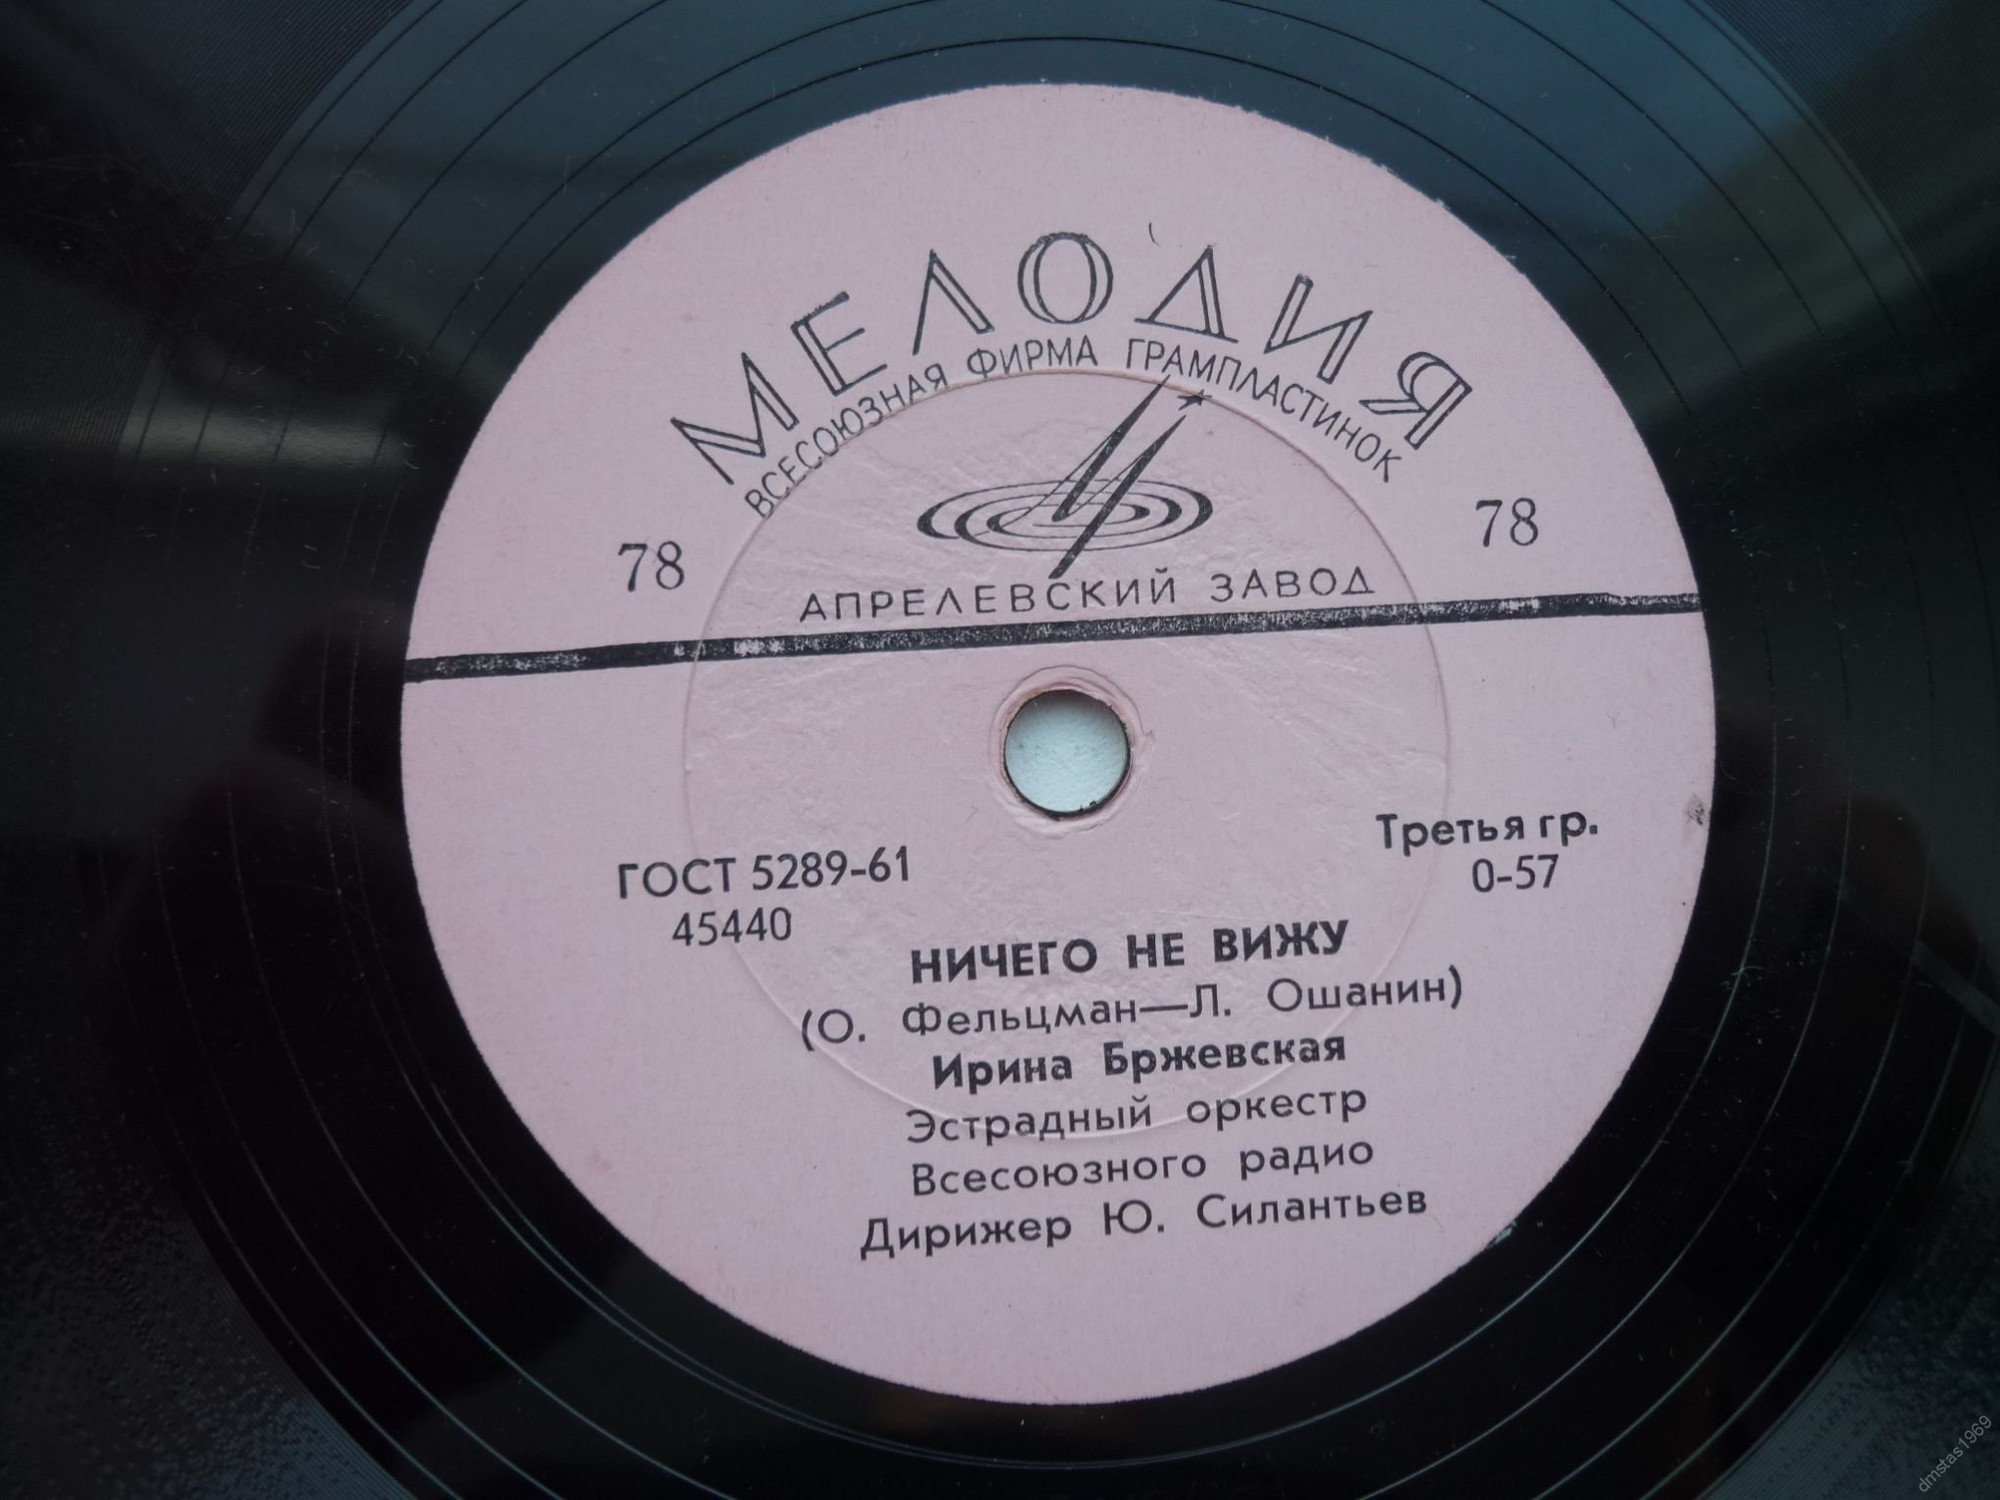 МЕЛОДИЯ
ВСЕСОЮЗНАЯ ФИРМА ГРАМПЛАСТИНОК
78 78
АПРЕЛЕВСКИЙ ЗАВОД
ГОСТ 5289-61 Третья гр.
45440 0-57
НИЧЕГО НЕ ВИЖУ
(О. Фельцман—Л. Ошанин)
Ирина Бржевская
Эстрадный оркестр
Всесоюзного радио
Дирижер Ю. Силантьев
dmstas1969